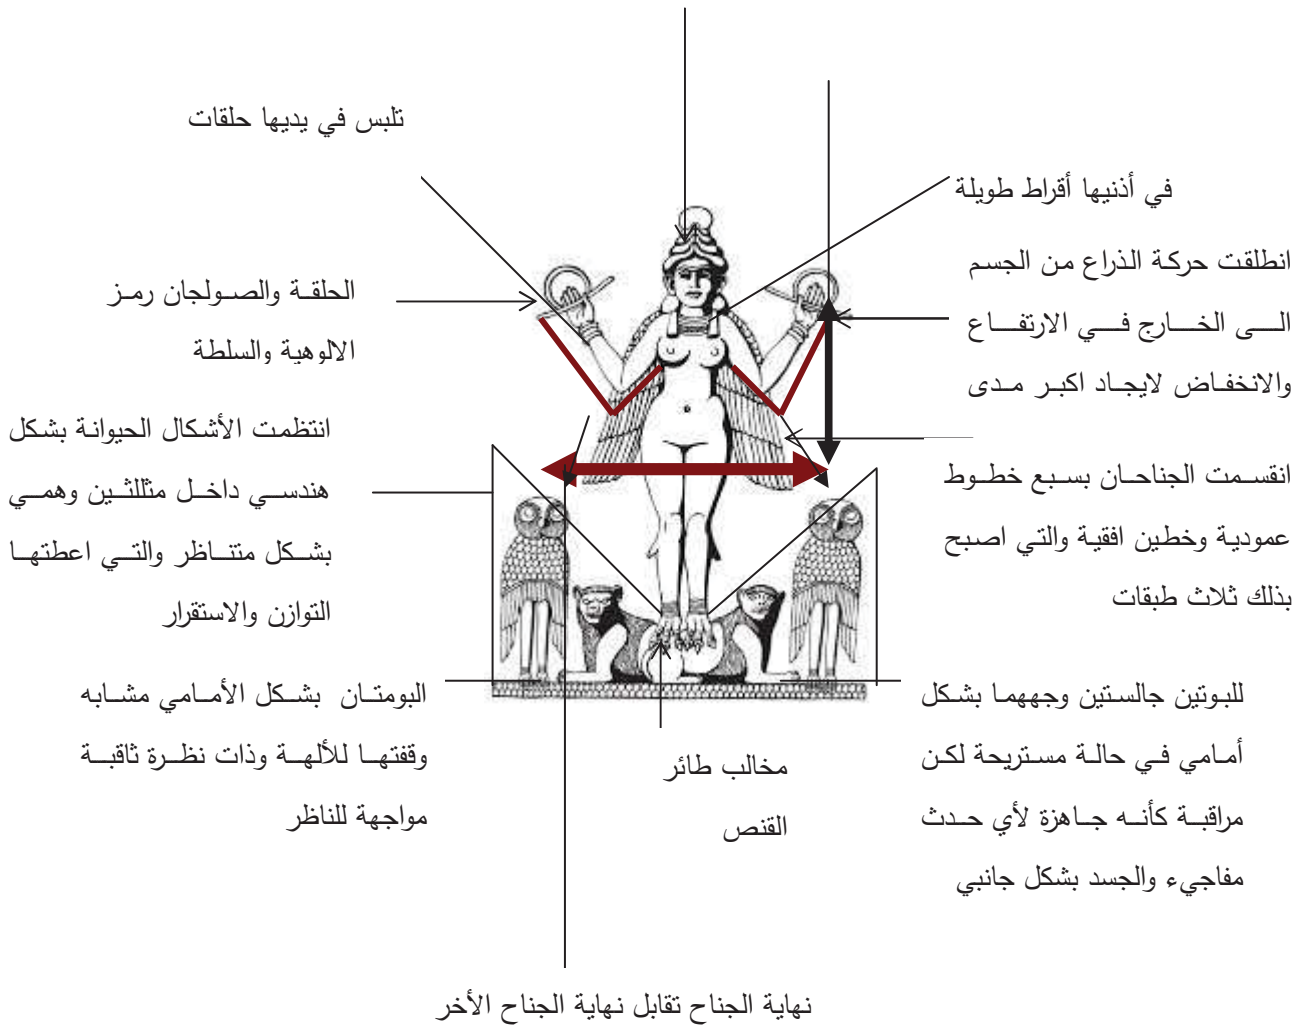 تلبس في يديها حلقات
في أذنيها أقراط طويلة
انطلقت حركة الذراع من الجسم
الى الخارج في الارتفاع
والانخفاض لايجاد اكبر مدى
الحلقة والصولجان رمز
الالوهية والسلطة
انتظمت الأشكال الحيوانة بشكل
هندسي داخل مثللثين وهمي
بشكل متناظر والتي اعطتها
التوازن والاستقرار
انقسمت الجناحان بسبع خطوط
عمودية وخطين افقية والتي اصبح
بذلك ثلاث طبقات
البومتان بشكل الأمامي مشابه
وقفتها للألهة وذات نظرة ثاقبة
مواجهة للناظر
مخالب طائر
القنص
للبوتين جالستين وجههما بشكل
أمامي في حالة مستريحة لكن
مراقبة كأنه جاهزة لأي حدث
مفاجيء والجسد بشكل جانبي
نهاية الجناح تقابل نهاية الجناح الأخر